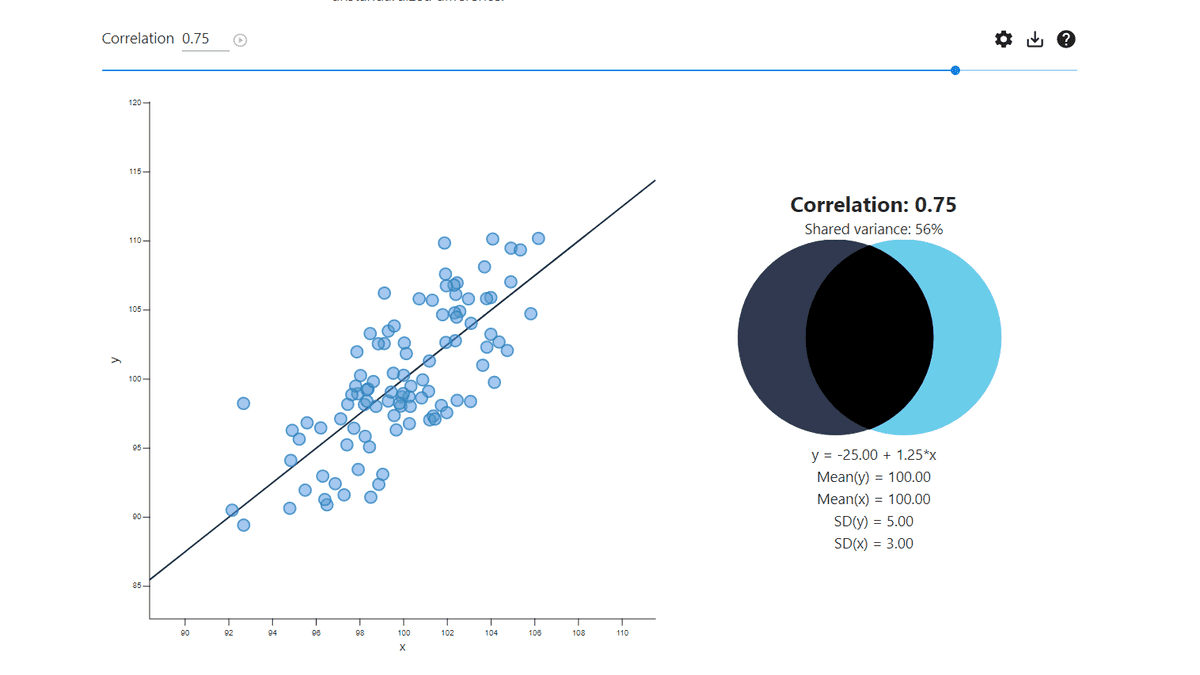 Correlation 0.75
?
120
115
110
105
100
95
90
85
y
90 92 94 96 98 100 102 104 106 108 110
x
Correlation: 0.75
Shared variance: 56%
y = -25.00 + 1.25*x
Mean(y) = 100.00
Mean(x) = 100.00
SD(y) = 5.00
SD(x) = 3.00